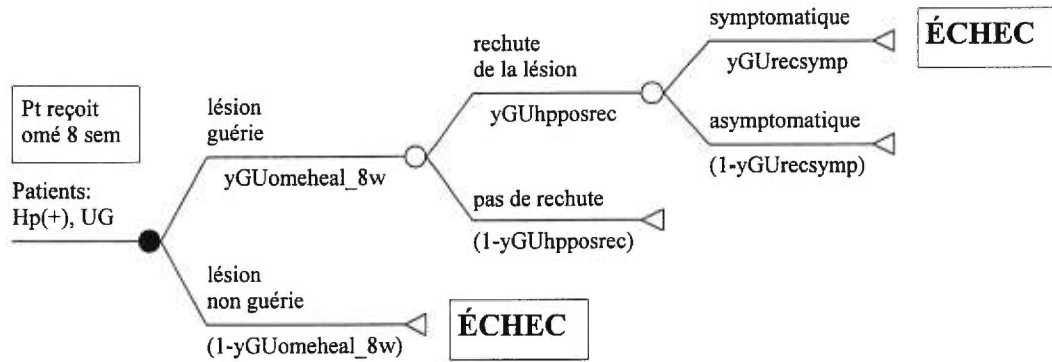 symptomatique
ÉCHEC
yGUrecsymp
rechute
de la lésion
yGUhpposrec
asymptomatique
(1-yGUrecsymp)
Pt reçoit
omé 8 sem
lésion
guérie
yGUomeheal_8w
pas de rechute
(1-yGUhpposrec)
Patients:
Hp(+), UG
lésion
non guérie
(1-yGUomeheal_8w)
ÉCHEC